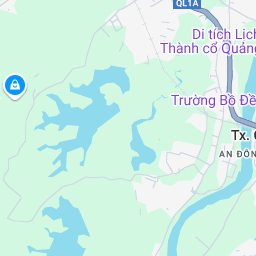 QL1A
Di tích Lịch
Thành cổ Quảng
Trường Bồ Đề
Tx.
AN ĐÔN